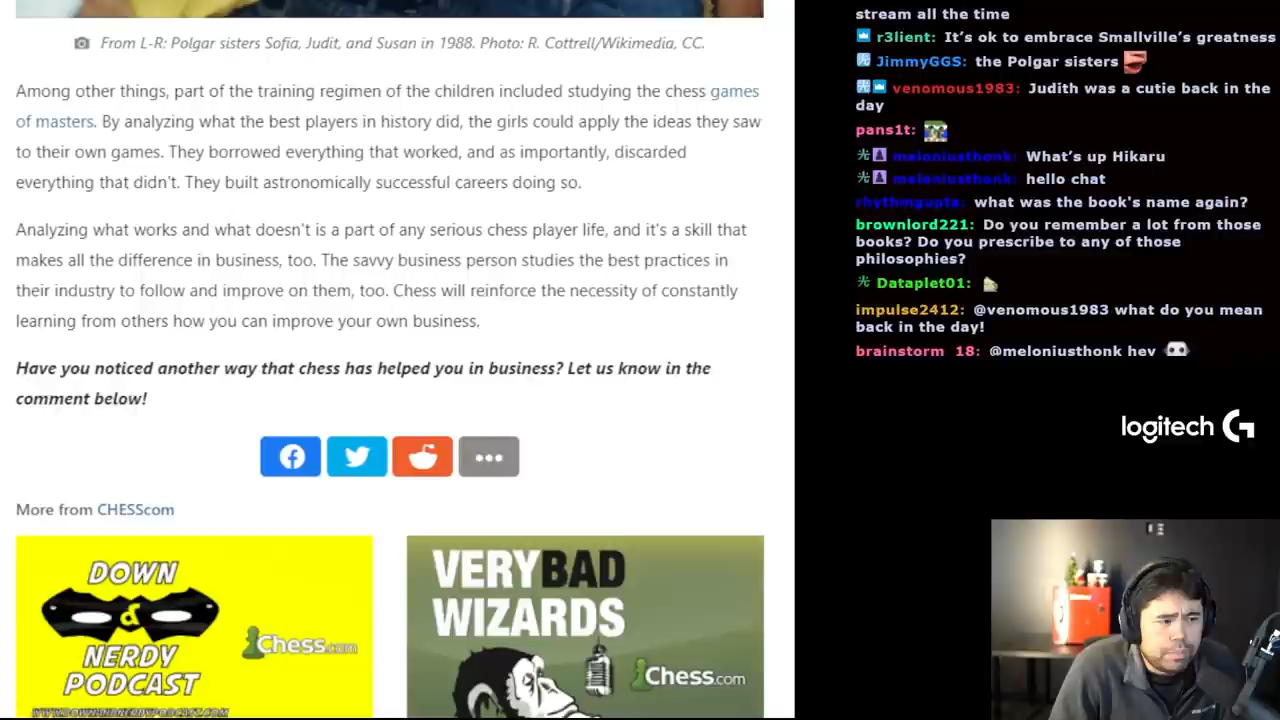 From L-R: Polgar sisters Sofia, Judit, and Susan in 1988. Photo: R. Cottrell/Wikimedia, CC.
Among other things, part of the training regimen of the children included studying the chess games
of masters. By analyzing what the best players in history did, the girls could apply the ideas they saw
to their own games. They borrowed everything that worked, and as importantly, discarded
everything that didn't. They built astronomically successful careers doing so.
Analyzing what works and what doesn't is a part of any serious chess player life, and it's a skill that
makes all the difference in business, too. The savvy business person studies the best practices in
their industry to follow and improve on them, too. Chess will reinforce the necessity of constantly
learning from others how you can improve your own business.
Have you noticed another way that chess has helped you in business? Let us know in the
comment below!
More from CHESScom
DOWN
&
NERDY
PODCAST
WWW.DOWNANDNERDYPODCAST.COM
Chess.com
VERYBAD
WIZARDS
Chess.com
stream all the time
r3lient: It's ok to embrace Smallville's greatness
JimmyGGS: the Polgar sisters
venomous1983: Judith was a cutie back in the
day
pans1t:
meloniusthonk: What's up Hikaru
meloniusthonk: hello chat
rhythmgupta: what was the book's name again?
brownlord221: Do you remember a lot from those
books? Do you prescribe to any of those
philosophies?
Dataplet01:
impulse2412: @venomous1983 what do you mean
back in the day!
brainstorm_18: @meloniusthonk hey
logitech G